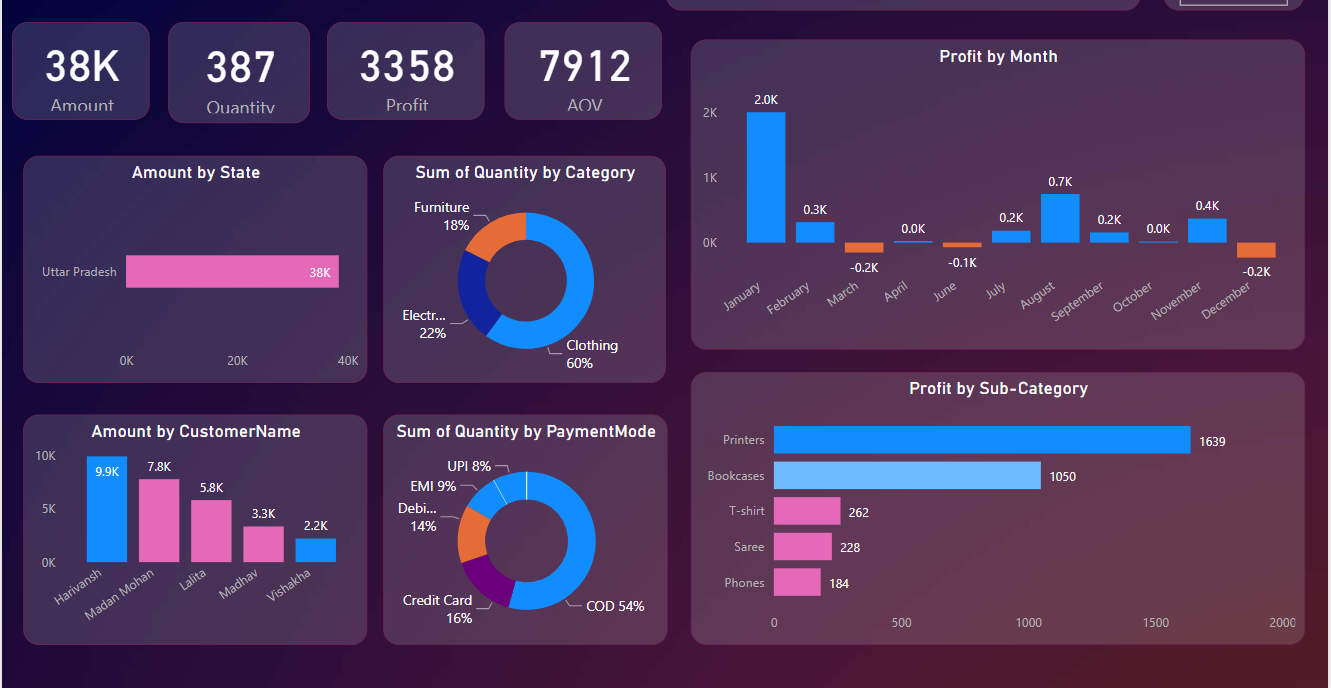 38K
Amount
387
Quantity
3358
Profit
7912
AOV
Profit by Month
2K
1K
0K
2.0K
0.3K
-0.2K
0.0K
-0.1K
0.2K
0.7K
0.2K
0.0K
0.4K
-0.2K
January
February
March
April
June
July
August
September
October
November
December
Amount by State
Uttar Pradesh
38K
0K
20K
40K
Sum of Quantity by Category
Furniture
18%
Electr...
22%
Clothing
60%
Amount by CustomerName
10K
5K
0K
9.9K
7.8K
5.8K
3.3K
2.2K
Harivansh
Madan Mohan
Lalita
Madhav
Vishakha
Sum of Quantity by PaymentMode
UPI 8%
EMI 9%
Debi...
14%
Credit Card
16%
COD 54%
Profit by Sub-Category
Printers
1639
Bookcases
1050
T-shirt
262
Saree
228
Phones
184
0
500
1000
1500
2000